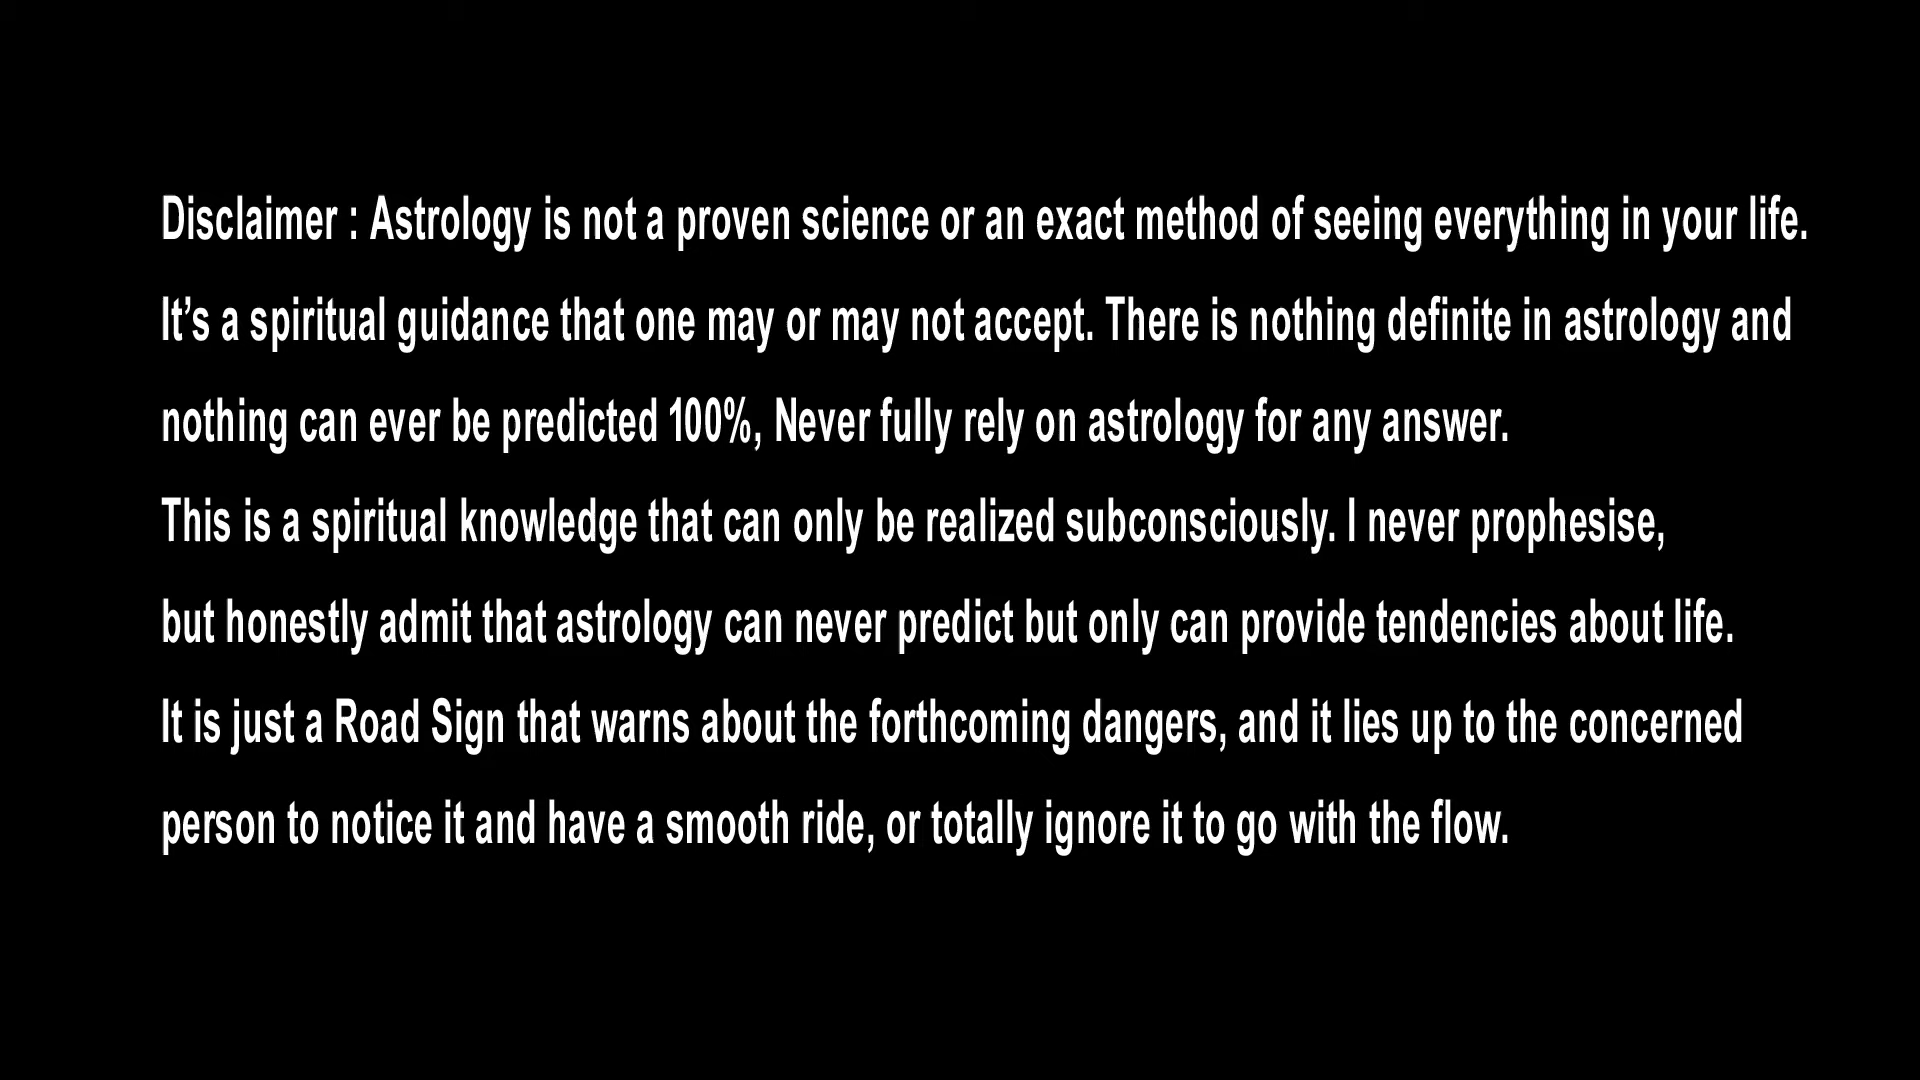 Disclaimer : Astrology is not a proven science or an exact method of seeing everything in your life.
It’s a spiritual guidance that one may or may not accept. There is nothing definite in astrology and
nothing can ever be predicted 100%, Never fully rely on astrology for any answer.
This is a spiritual knowledge that can only be realized subconsciously. I never prophesise,
but honestly admit that astrology can never predict but only can provide tendencies about life.
It is just a Road Sign that warns about the forthcoming dangers, and it lies up to the concerned
person to notice it and have a smooth ride, or totally ignore it to go with the flow.